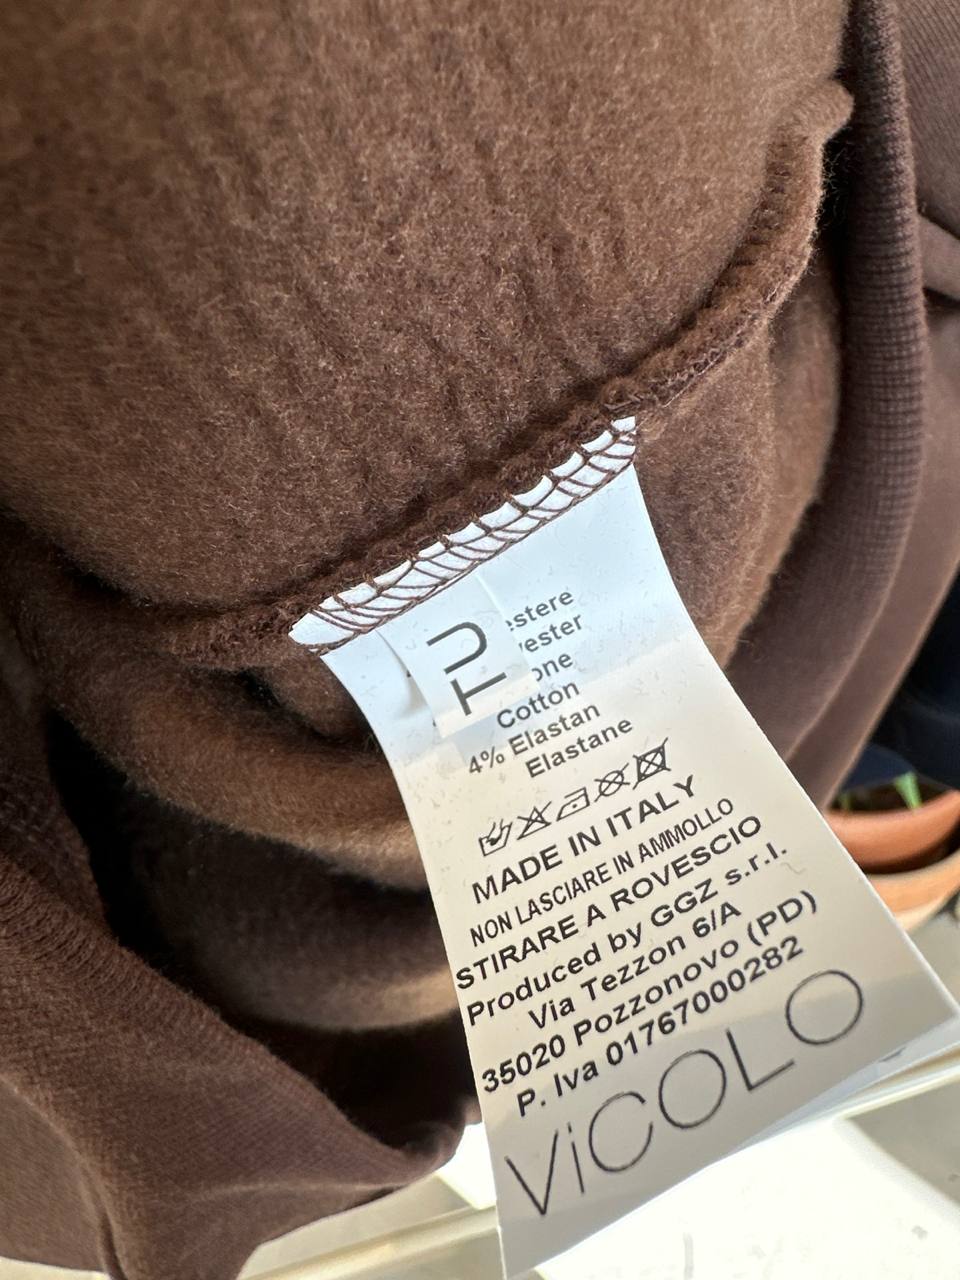 TU
estere
ester
one
Cotton
4% Elastan
Elastane
MADE IN ITALY
NON LASCIARE IN AMMOLLO
STIRARE A ROVESCIO
Produced by GGZ s.r.l.
Via Tezzon 6/A
35020 Pozzonovo (PD)
P. Iva 01767000282
ViCOLO